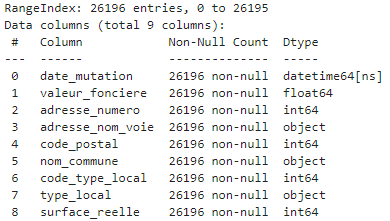 RangeIndex: 26196 entries, 0 to 26195
Data columns (total 9 columns):
 #   Column            Non-Null Count  Dtype
---  ------            --------------  -----
 0   date_mutation     26196 non-null  datetime64[ns]
 1   valeur_fonciere   26196 non-null  float64
 2   adresse_numero    26196 non-null  int64
 3   adresse_nom_voie  26196 non-null  object
 4   code_postal       26196 non-null  int64
 5   nom_commune       26196 non-null  object
 6   code_type_local   26196 non-null  int64
 7   type_local        26196 non-null  object
 8   surface_reelle    26196 non-null  int64